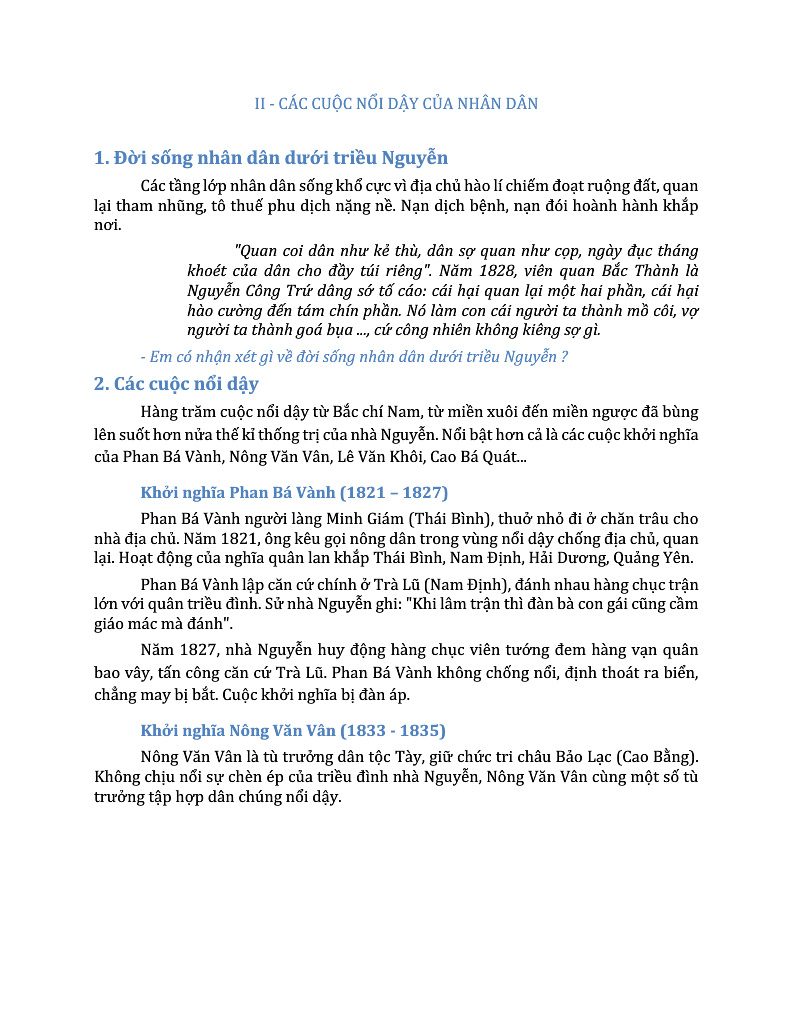 II - CÁC CUỘC NỔI DẬY CỦA NHÂN DÂN
1. Đời sống nhân dân dưới triều Nguyễn
Các tầng lớp nhân dân sống khổ cực vì địa chủ hào lí chiếm đoạt ruộng đất, quan
lại tham nhũng, tô thuế phu dịch nặng nề. Nạn dịch bệnh, nạn đói hoành hành khắp
nơi.
"Quan coi dân như kẻ thù, dân sợ quan như cọp, ngày đục tháng
khoét của dân cho đầy túi riêng". Năm 1828, viên quan Bắc Thành là
Nguyễn Công Trứ dâng sớ tố cáo: cái hại quan lại một hai phần, cái hại
hào cường đến tám chín phần. Nó làm con cái người ta thành mồ côi, vợ
người ta thành goá bụa ..., cứ công nhiên không kiêng sợ gì.
- Em có nhận xét gì về đời sống nhân dân dưới triều Nguyễn ?
2. Các cuộc nổi dậy
Hàng trăm cuộc nổi dậy từ Bắc chí Nam, từ miền xuôi đến miền ngược đã bùng
lên suốt hơn nửa thế kỉ thống trị của nhà Nguyễn. Nổi bật hơn cả là các cuộc khởi nghĩa
của Phan Bá Vành, Nông Văn Vân, Lê Văn Khôi, Cao Bá Quát...
Khởi nghĩa Phan Bá Vành (1821 – 1827)
Phan Bá Vành người làng Minh Giám (Thái Bình), thuở nhỏ đi ở chăn trâu cho
nhà địa chủ. Năm 1821, ông kêu gọi nông dân trong vùng nổi dậy chống địa chủ, quan
lại. Hoạt động của nghĩa quân lan khắp Thái Bình, Nam Định, Hải Dương, Quảng Yên.
Phan Bá Vành lập căn cứ chính ở Trà Lũ (Nam Định), đánh nhau hàng chục trận
lớn với quân triều đình. Sử nhà Nguyễn ghi: "Khi lâm trận thì đàn bà con gái cũng cầm
giáo mác mà đánh".
Năm 1827, nhà Nguyễn huy động hàng chục viên tướng đem hàng vạn quân
bao vây, tấn công căn cứ Trà Lũ. Phan Bá Vành không chống nổi, định thoát ra biển,
chẳng may bị bắt. Cuộc khởi nghĩa bị đàn áp.
Khởi nghĩa Nông Văn Vân (1833 - 1835)
Nông Văn Vân là tù trưởng dân tộc Tày, giữ chức tri châu Bảo Lạc (Cao Bằng).
Không chịu nổi sự chèn ép của triều đình nhà Nguyễn, Nông Văn Vân cùng một số tù
trưởng tập hợp dân chúng nổi dậy.